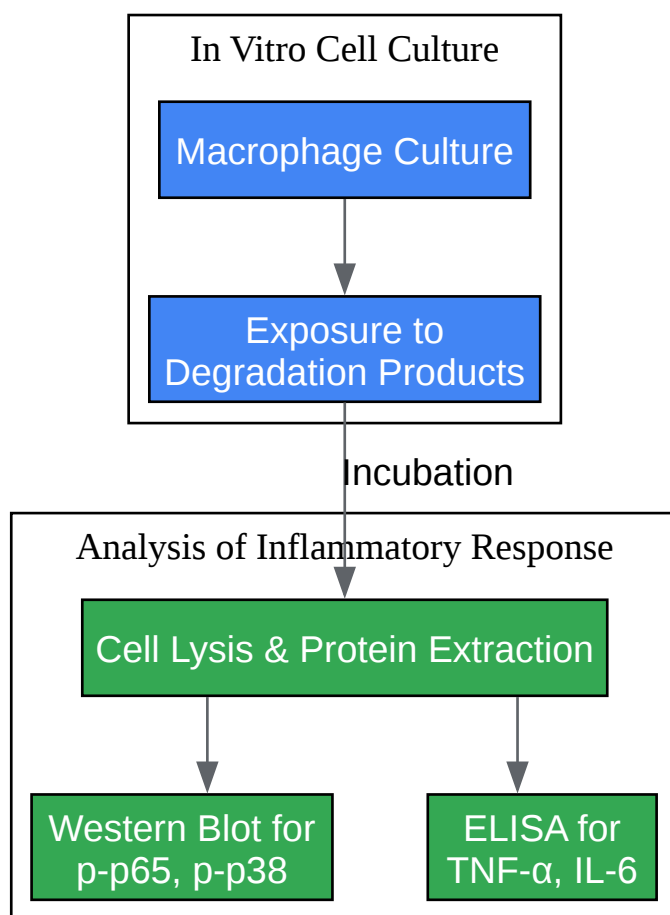 In Vitro Cell Culture
Macrophage Culture
Exposure to
Degradation Products
Incubation
Analysis of Inflammatory Response
Cell Lysis & Protein Extraction
Western Blot for
p-p65, p-p38
ELISA for
TNF-α, IL-6